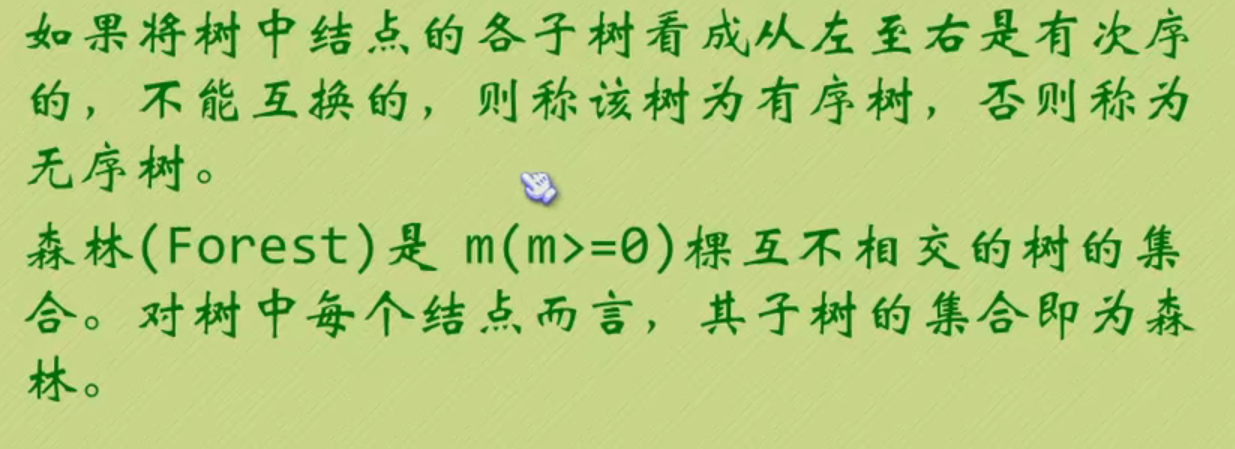 如果将树中结点的各子树看成从左至右是有次序
的，不能互换的，则称该树为有序树，否则称为
无序树。
森林(Forest)是 m(m>=0)棵互不相交的树的集
合。对树中每个结点而言，其子树的集合即为森
林。